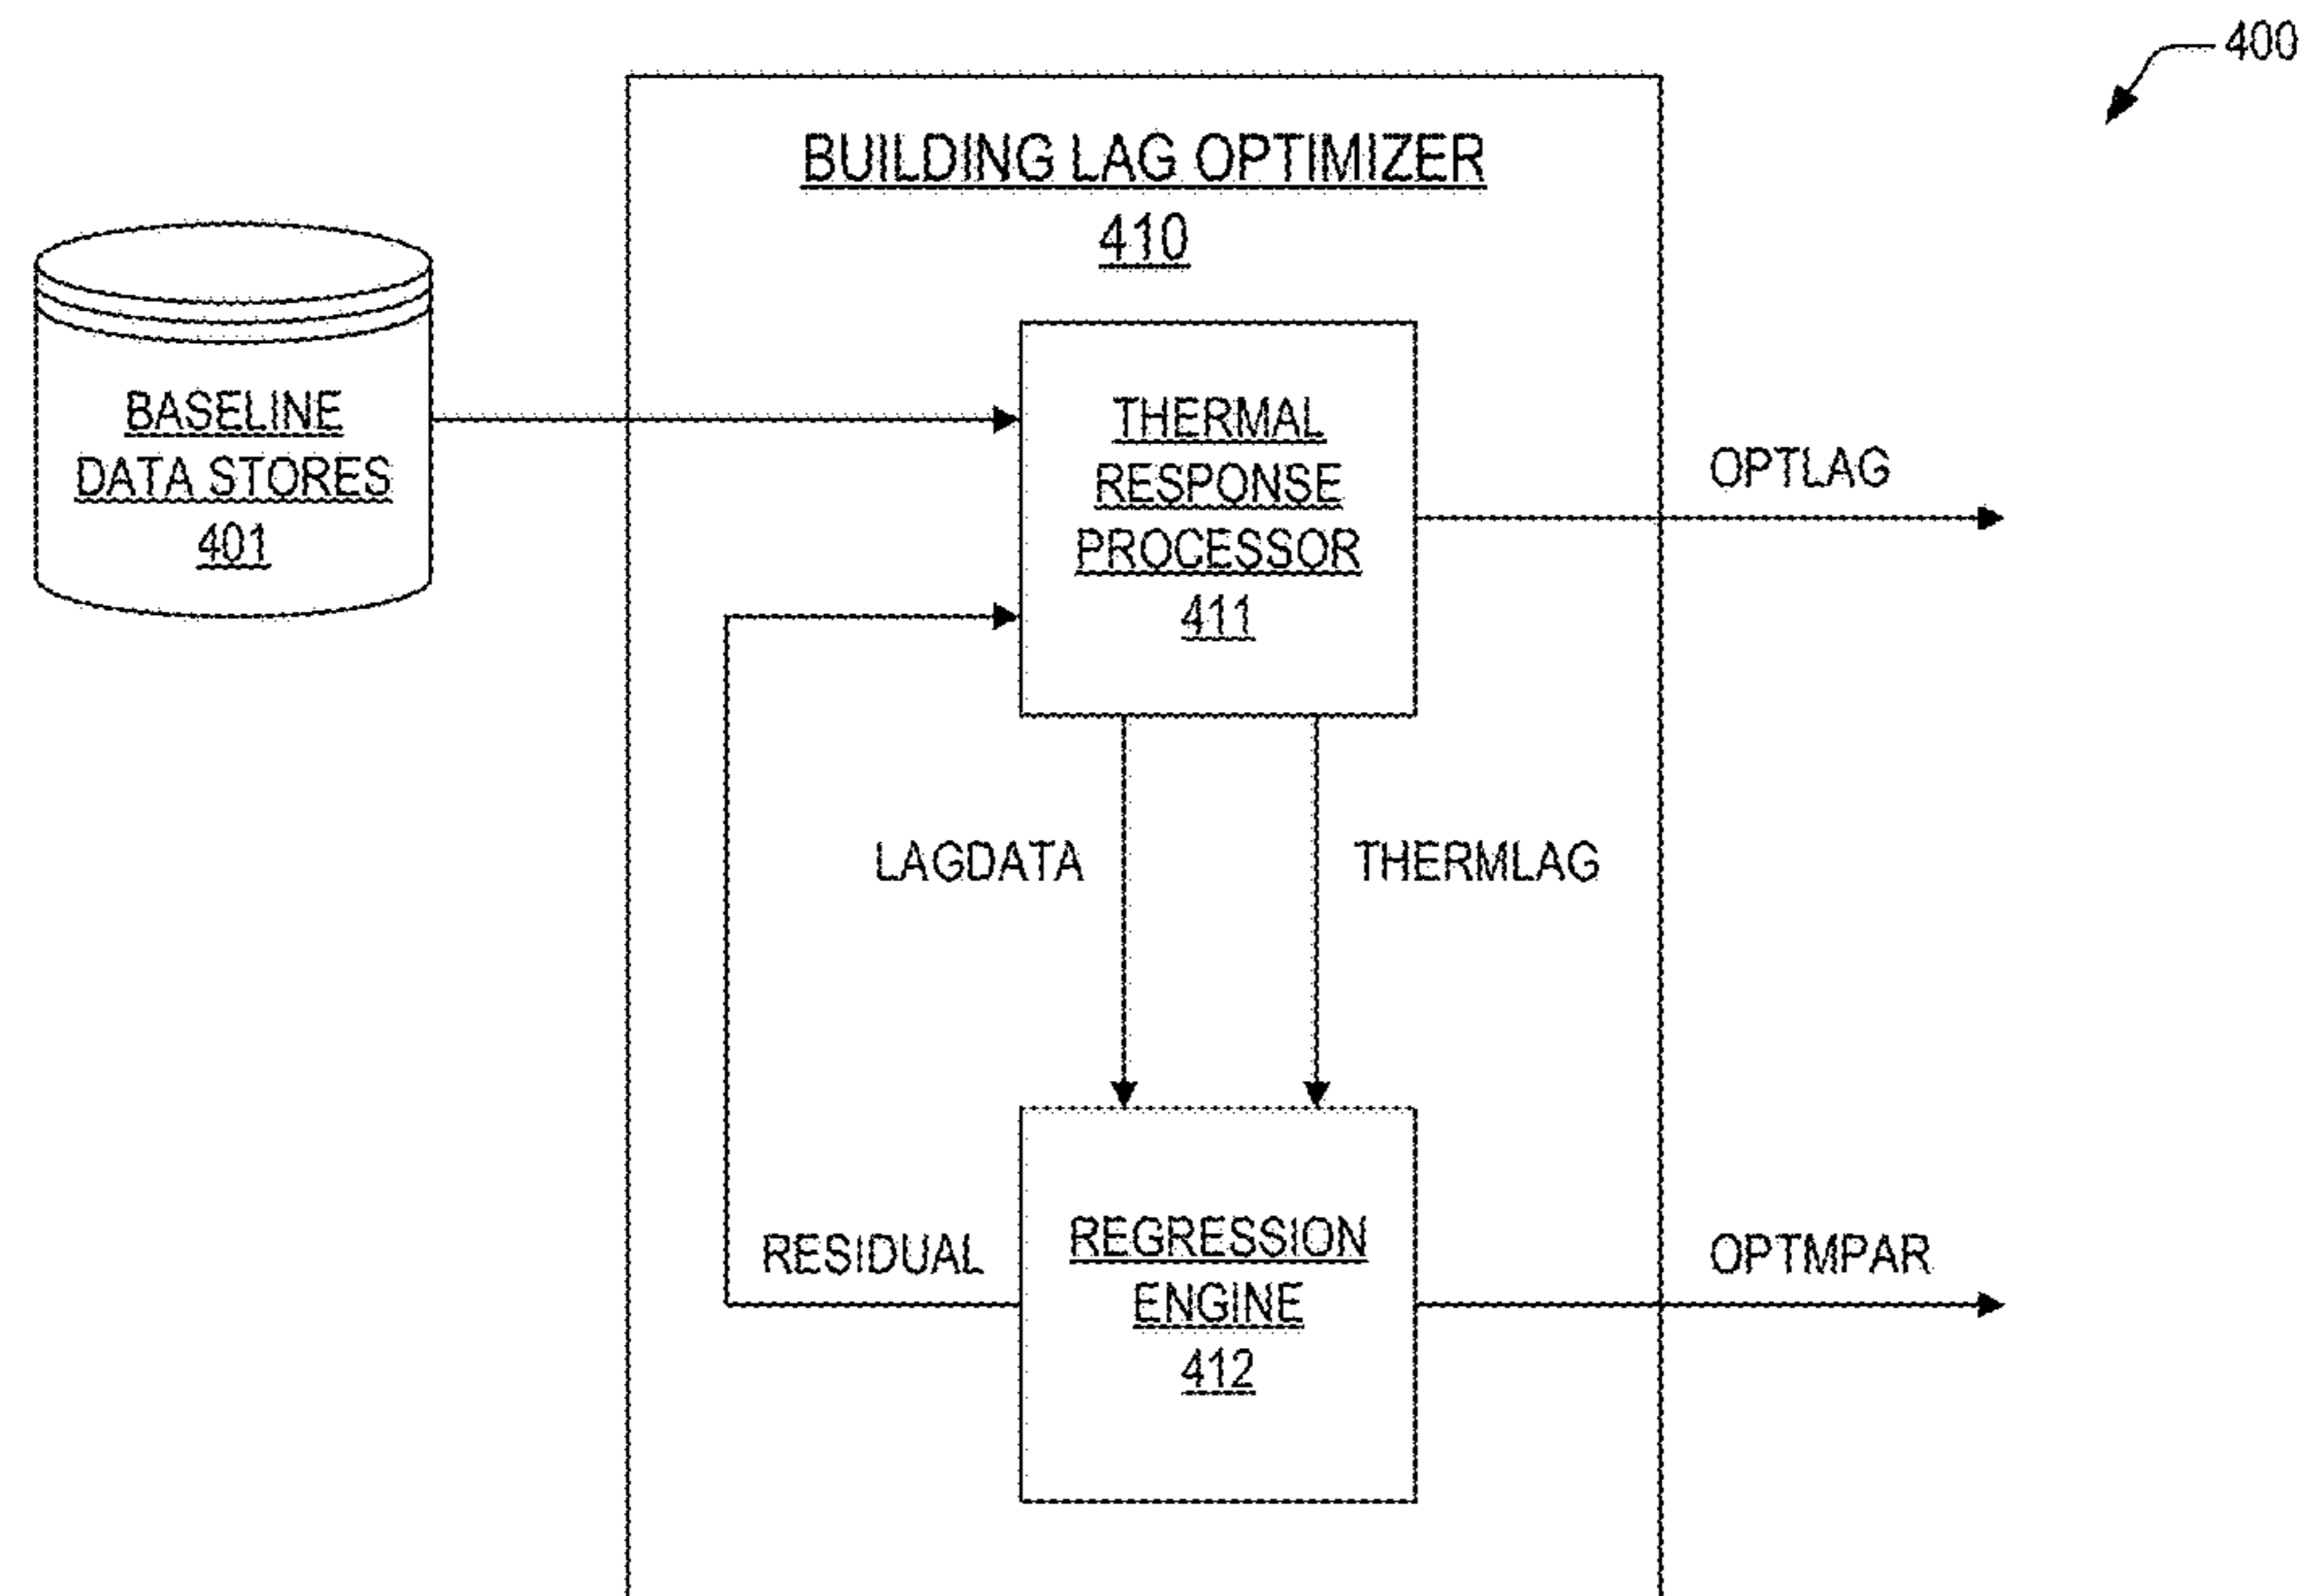 400
BUILDING LAG OPTIMIZER
410
BASELINE
DATA STORES
401
THERMAL
RESPONSE
PROCESSOR
411
OPTLAG
LAGDATA
THERMLAG
RESIDUAL
REGRESSION
ENGINE
412
OPTMPAR